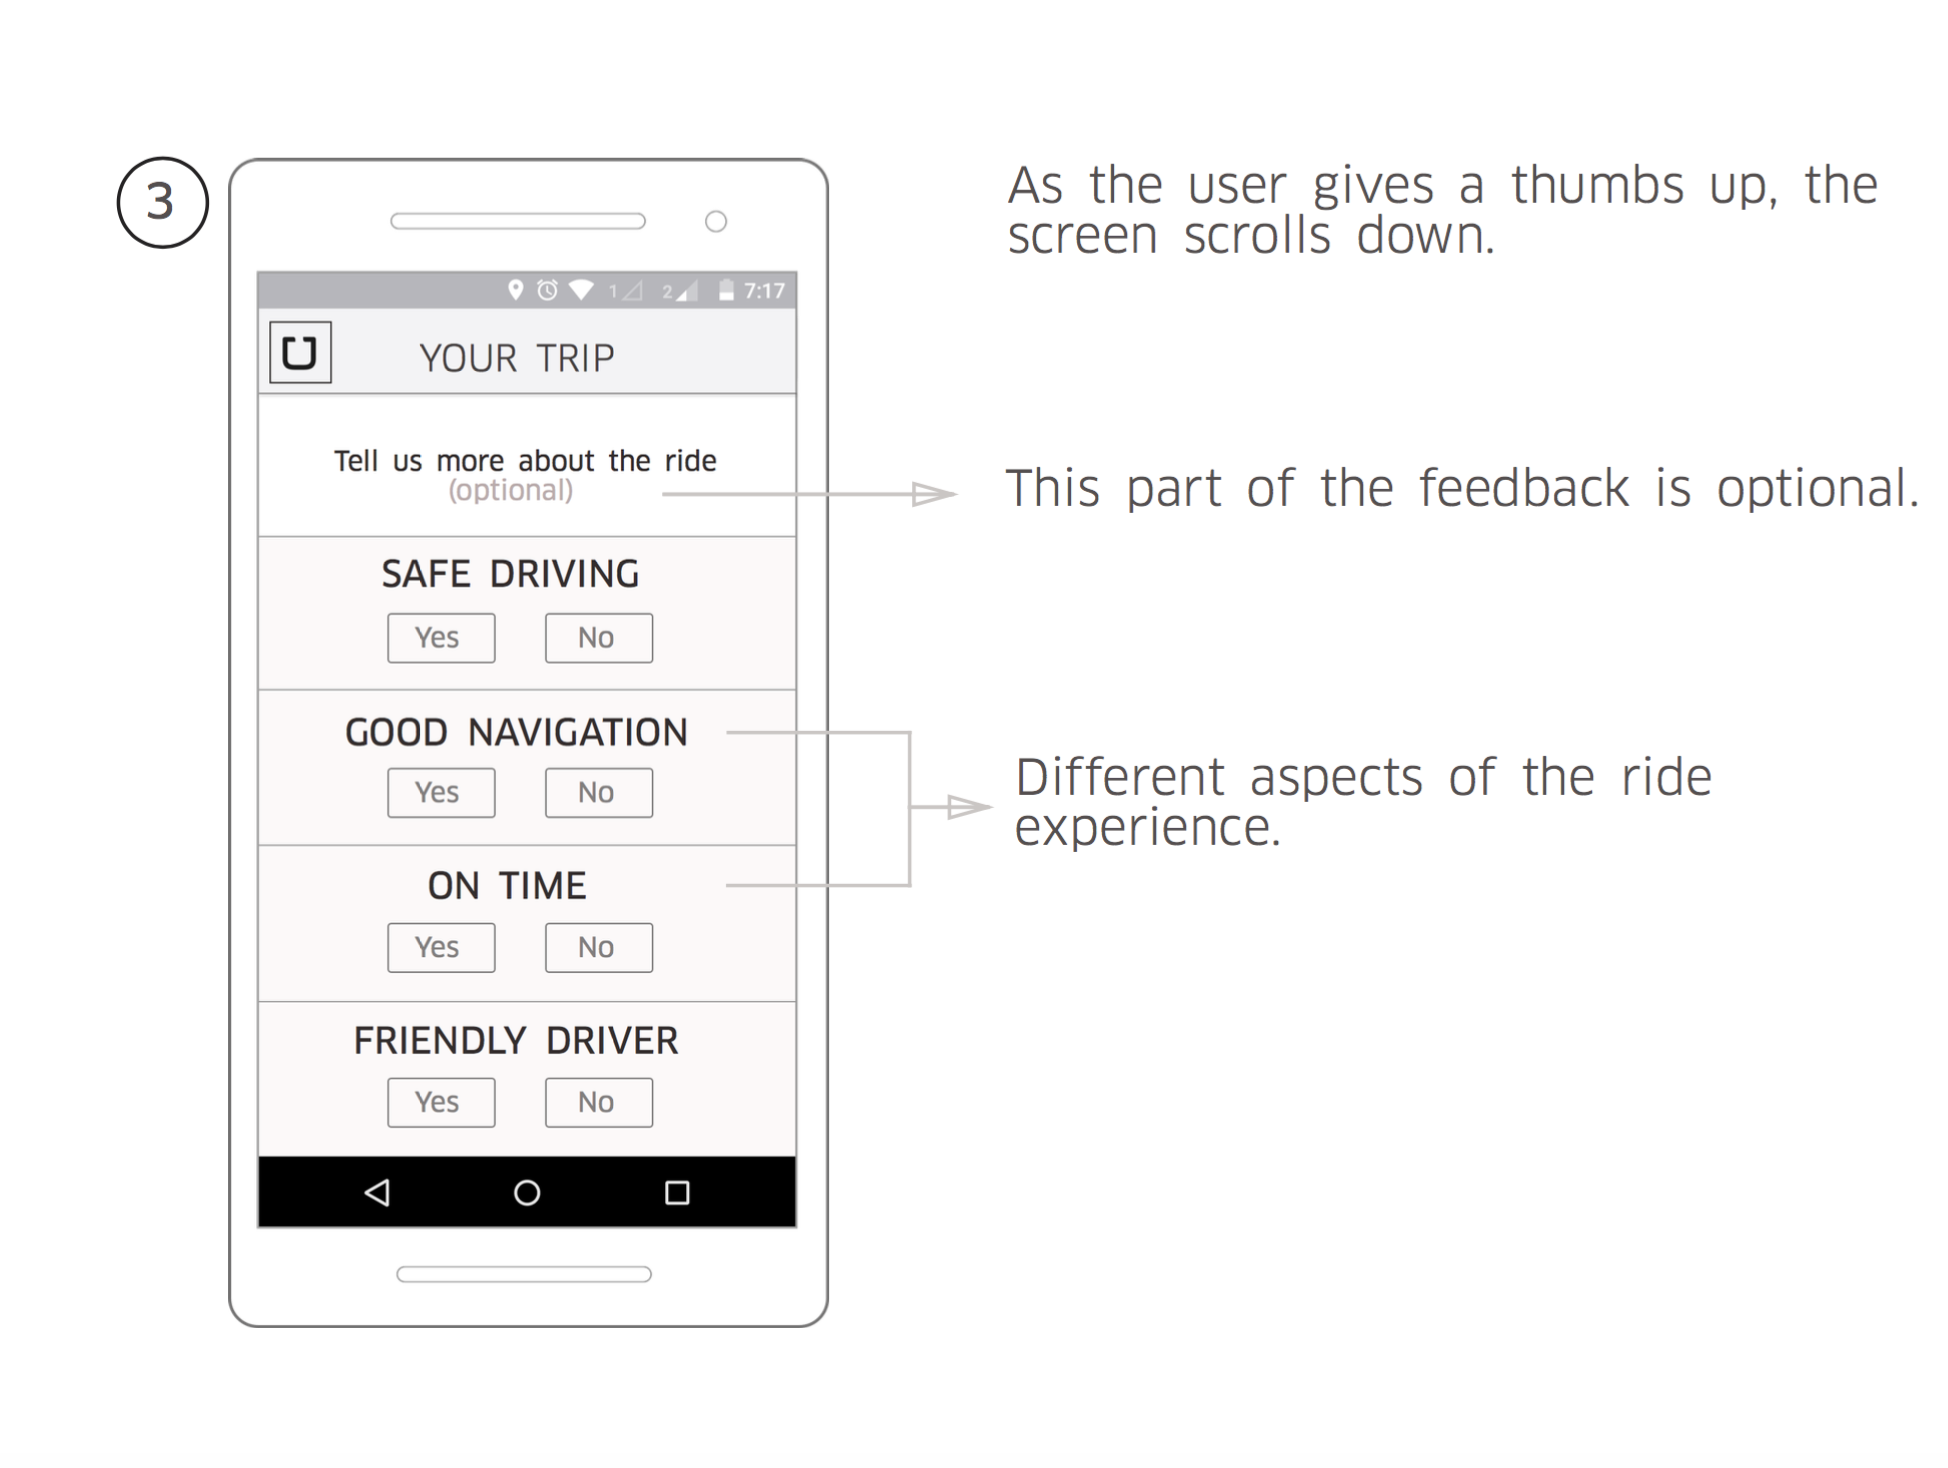 3
As the user gives a thumbs up, the
screen scrolls down.
1 2 7:17
YOUR TRIP
Tell us more about the ride
(optional)
This part of the feedback is optional.
SAFE DRIVING
Yes No
GOOD NAVIGATION
Yes No
Different aspects of the ride
experience.
ON TIME
Yes No
FRIENDLY DRIVER
Yes No